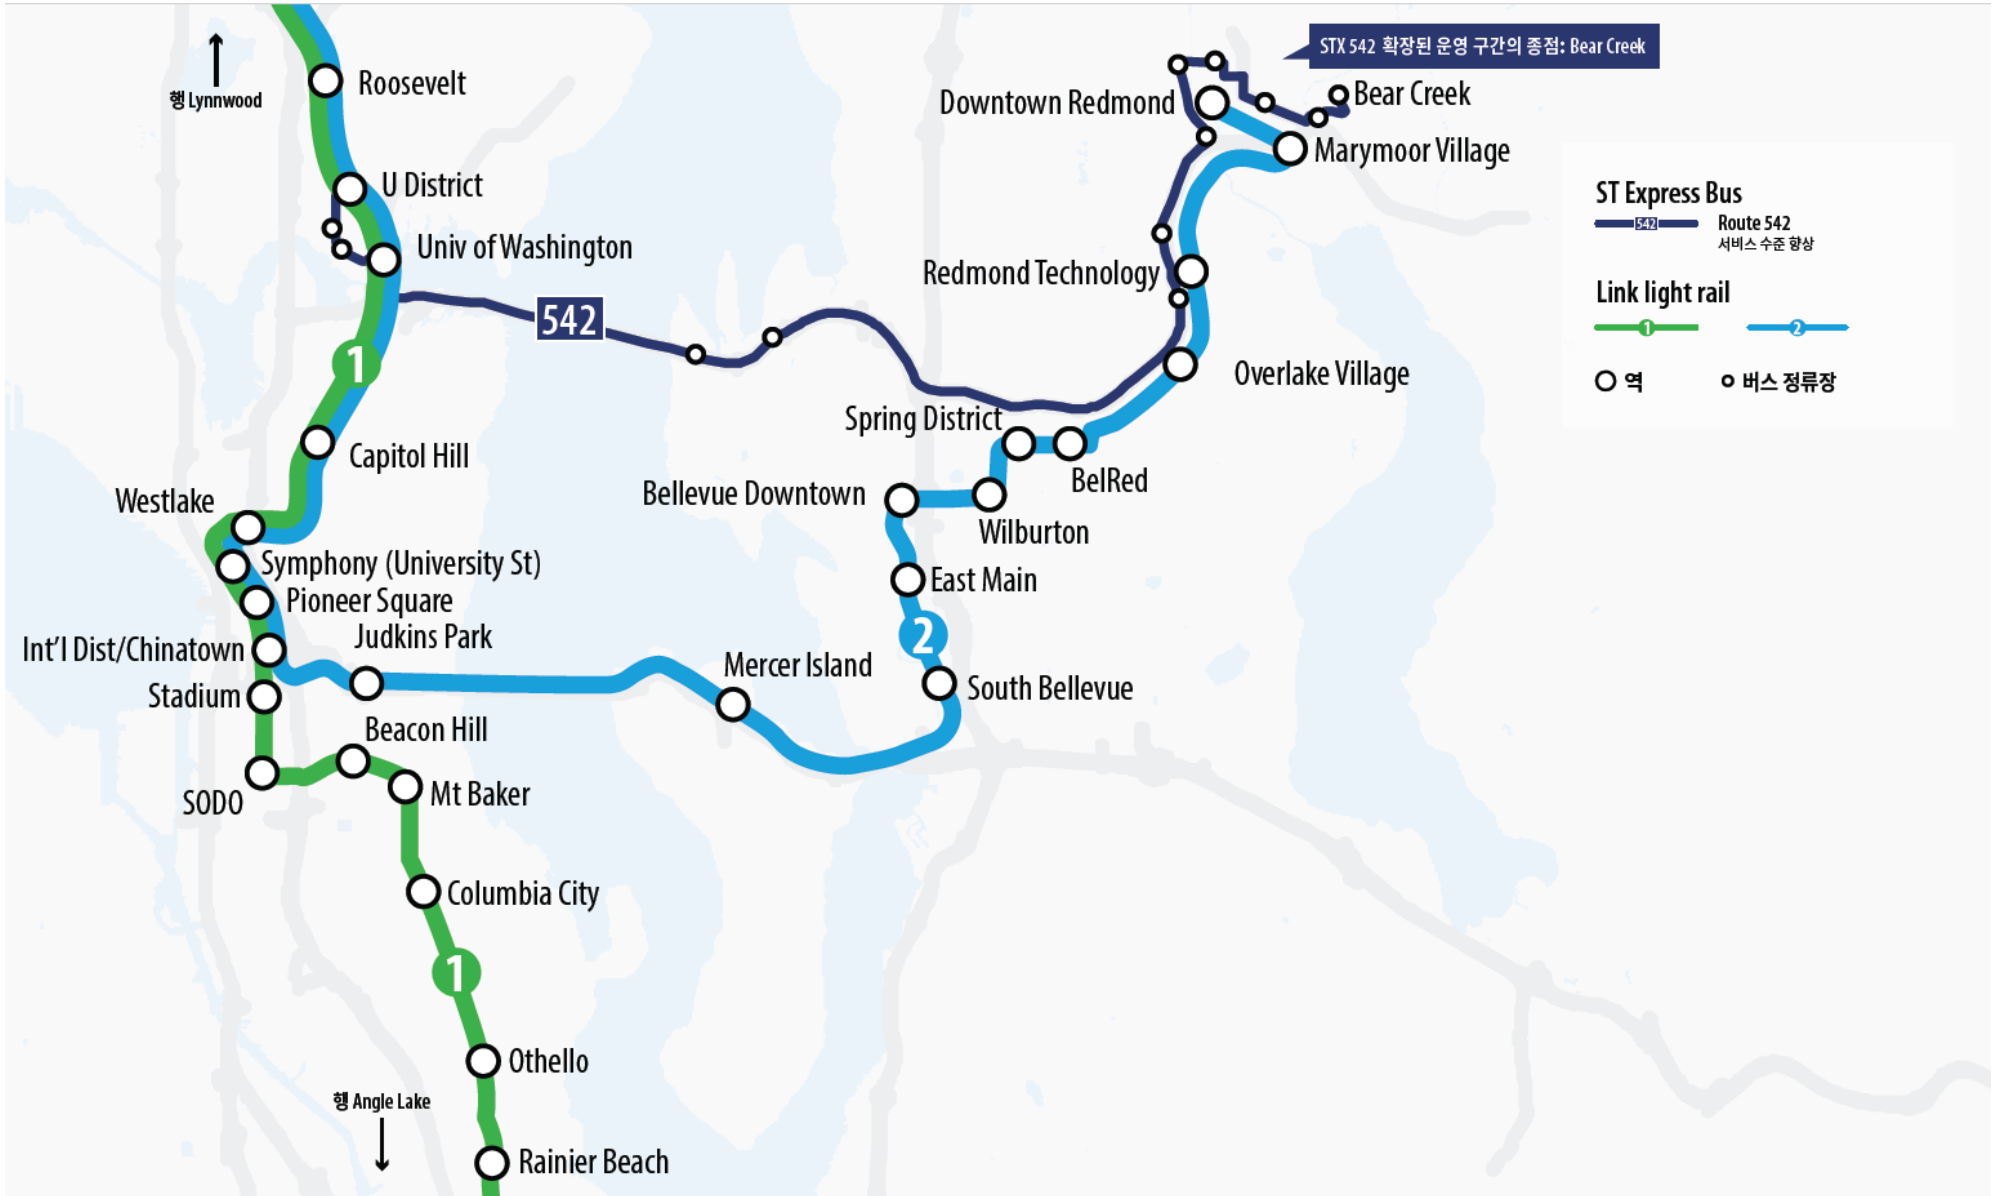 행 Lynnwood
Roosevelt
U District
Univ of Washington
542
1
Capitol Hill
Westlake
Symphony (University St)
Pioneer Square
Int'l Dist/Chinatown
Judkins Park
Stadium
Beacon Hill
SODO
Mt Baker
Columbia City
1
Othello
행 Angle Lake
Rainier Beach
Mercer Island
South Bellevue
2
East Main
Bellevue Downtown
Wilburton
Spring District
BelRed
Overlake Village
Redmond Technology
Downtown Redmond
Marymoor Village
Bear Creek
STX 542 확장된 운영 구간의 종점: Bear Creek
ST Express Bus
542
Route 542
서비스 수준 향상
Link light rail
1
2
역
버스 정류장